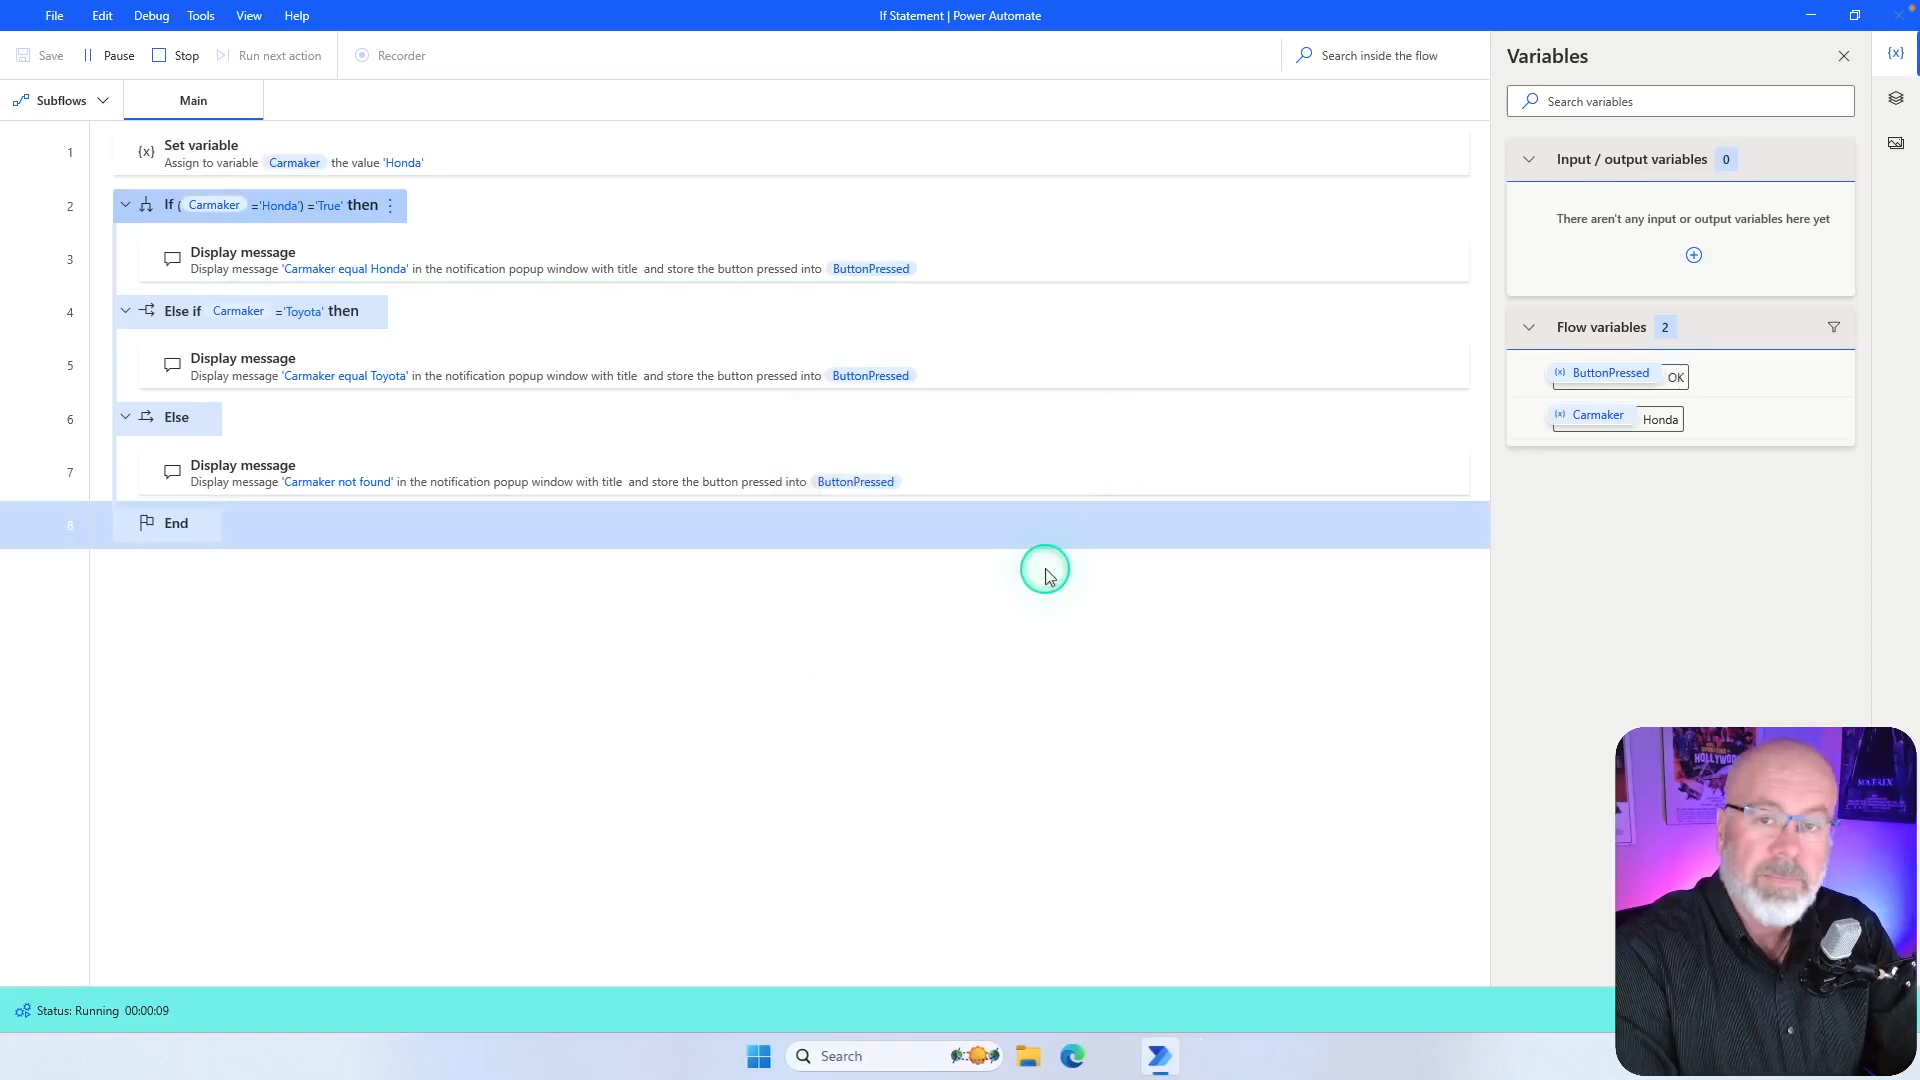 File Edit Debug Tools View Help
If Statement | Power Automate
Save Pause Stop Run next action Recorder
Search inside the flow
Subflows Main
1 {x} Set variable
Assign to variable Carmaker the value 'Honda'
2 If ( Carmaker ='Honda') ='True' then
3 Display message
Display message 'Carmaker equal Honda' in the notification popup window with title and store the button pressed into ButtonPressed
4 Else if Carmaker ='Toyota' then
5 Display message
Display message 'Carmaker equal Toyota' in the notification popup window with title and store the button pressed into ButtonPressed
6 Else
7 Display message
Display message 'Carmaker not found' in the notification popup window with title and store the button pressed into ButtonPressed
8 End
Variables
{x}
Search variables
Input / output variables 0
There aren't any input or output variables here yet
Flow variables 2
(x) ButtonPressed OK
(x) Carmaker Honda
HOLLYWOO
MATRIX
Status: Running 00:00:09
Search